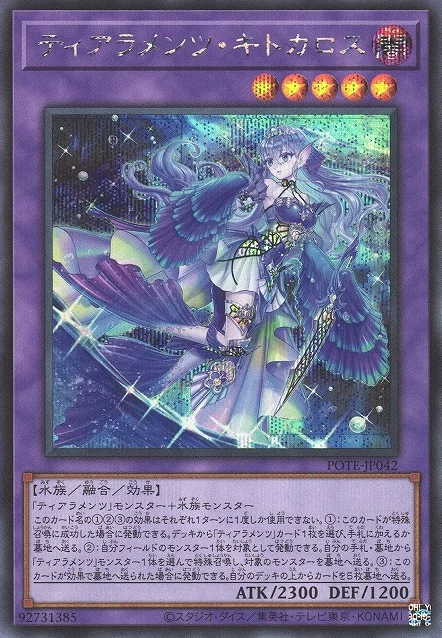 ティアラメンツ・キトカロス
闇
POTE-JP042
【水族／融合／効果】
「ティアラメンツ」モンスター＋水族モンスター
このカード名の①②③の効果はそれぞれ1ターンに1度しか使用できない。①：このカードが特殊
召喚に成功した場合に発動できる。デッキから「ティアラメンツ」カード1枚を選び、手札に加えるか
墓地へ送る。②：自分フィールドのモンスター1体を対象として発動できる。自分の手札・墓地から
「ティアラメンツ」モンスター1体を選んで特殊召喚し、対象のモンスターを墓地へ送る。③：この
カードが効果で墓地へ送られた場合に発動できる。自分のデッキの上からカードを5枚墓地へ送る。
ATK/2300 DEF/1200
92731385
©スタジオ・ダイス／集英社・テレビ東京・KONAMI